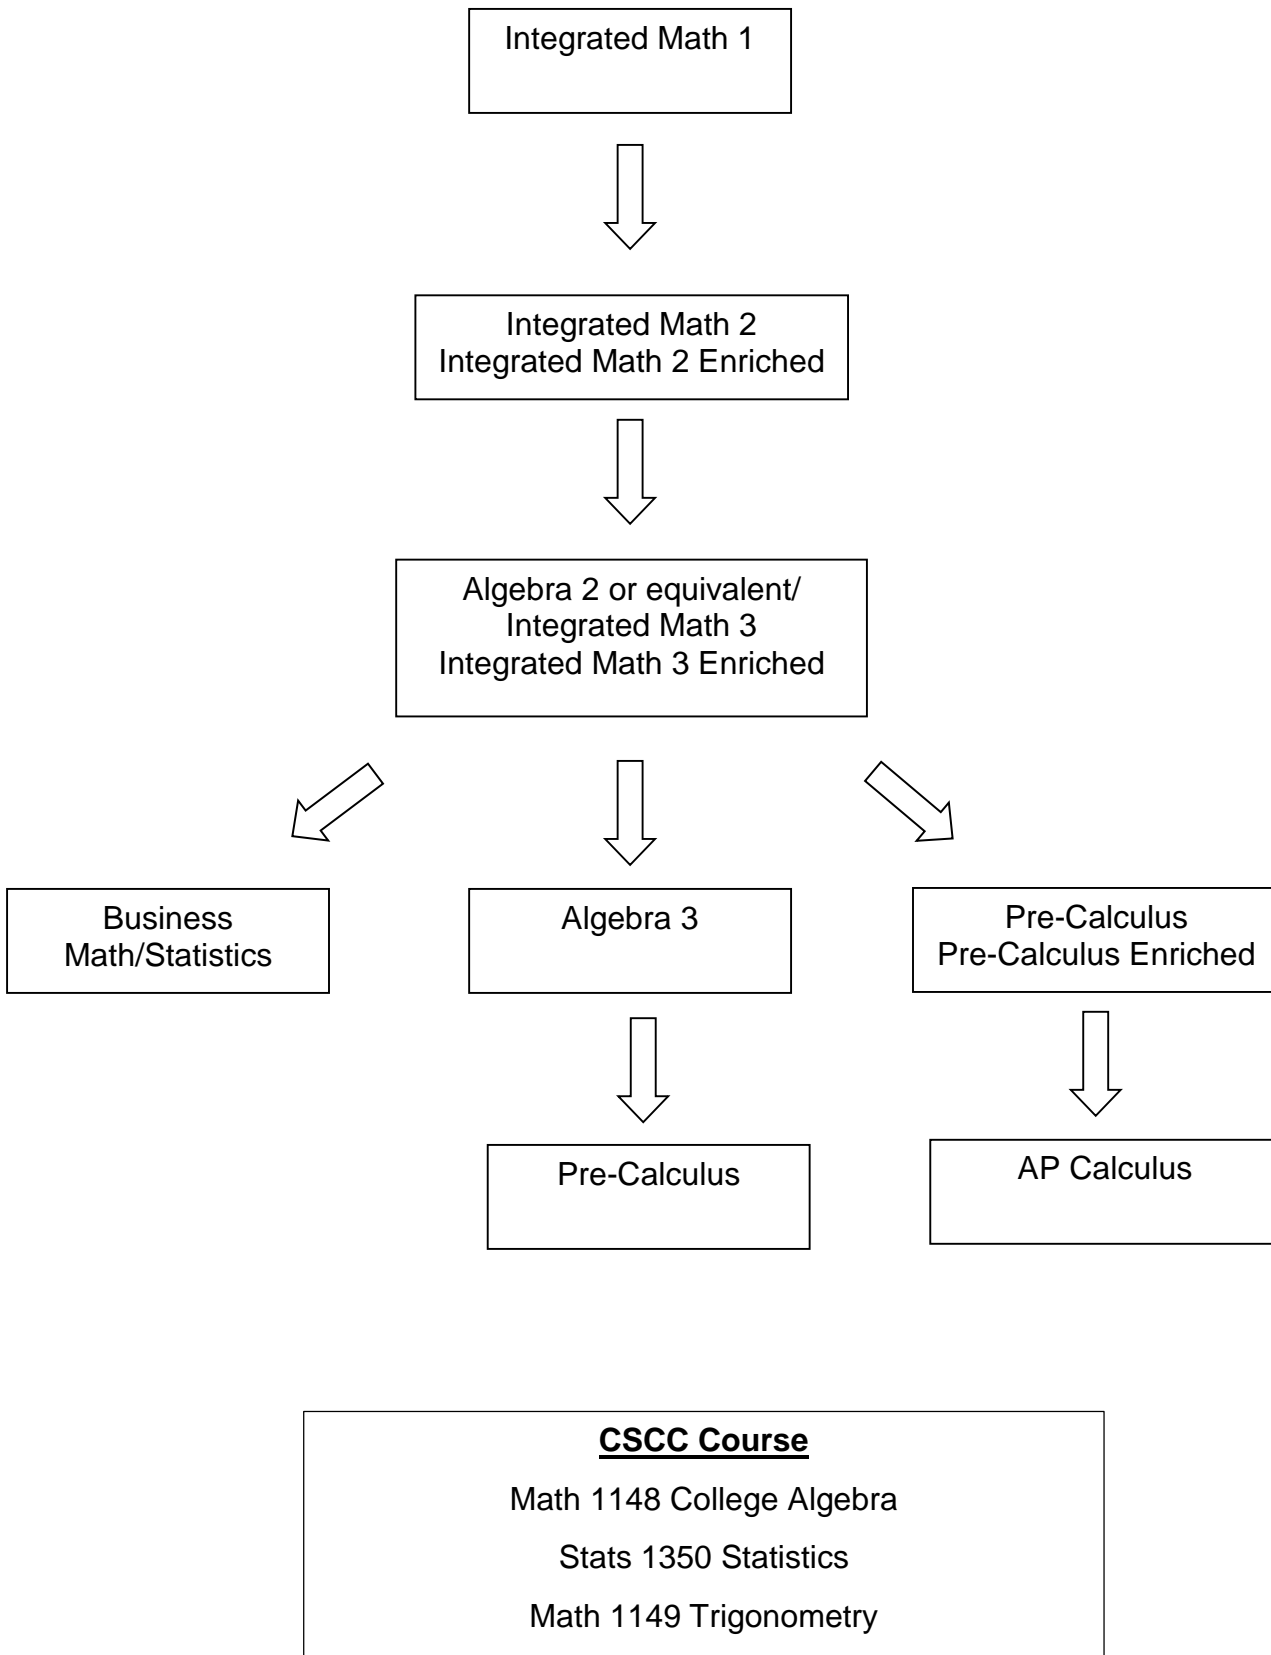 Integrated Math 1
Integrated Math 2
Integrated Math 2 Enriched
Algebra 2 or equivalent/
Integrated Math 3
Integrated Math 3 Enriched
Business
Math/Statistics
Algebra 3
Pre-Calculus
Pre-Calculus Enriched
Pre-Calculus
AP Calculus
CSCC Course
Math 1148 College Algebra
Stats 1350 Statistics
Math 1149 Trigonometry